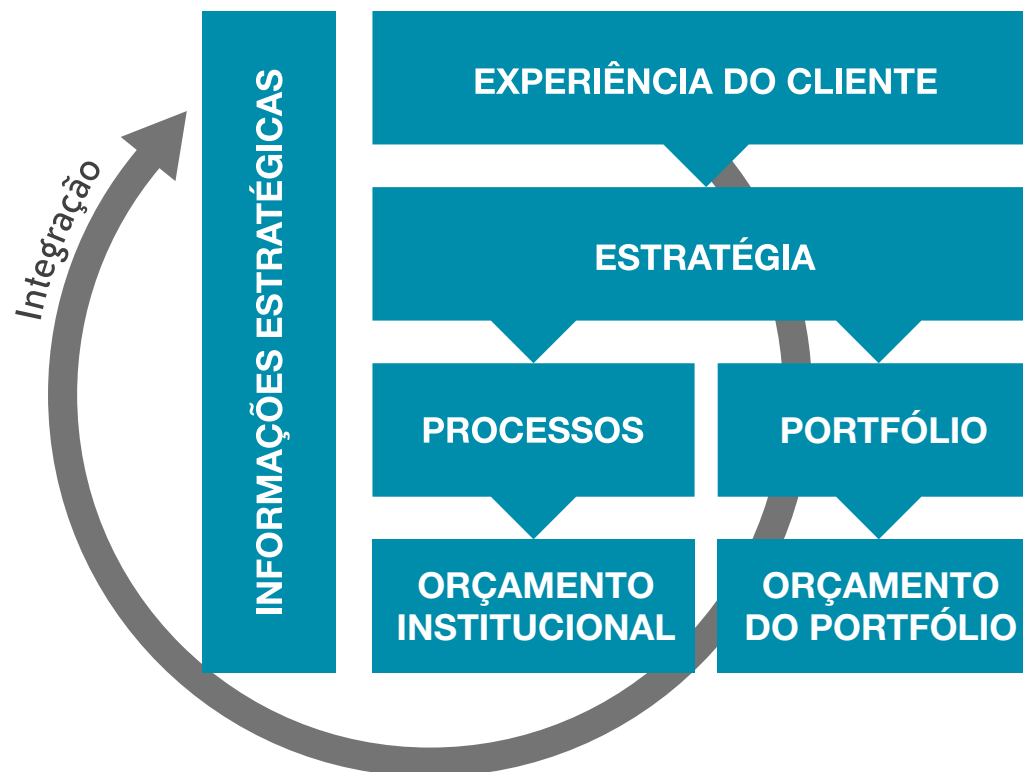 Integração
INFORMAÇÕES ESTRATÉGICAS
EXPERIÊNCIA DO CLIENTE
ESTRATÉGIA
PROCESSOS
PORTFÓLIO
ORÇAMENTO
INSTITUCIONAL
ORÇAMENTO
DO PORTFÓLIO